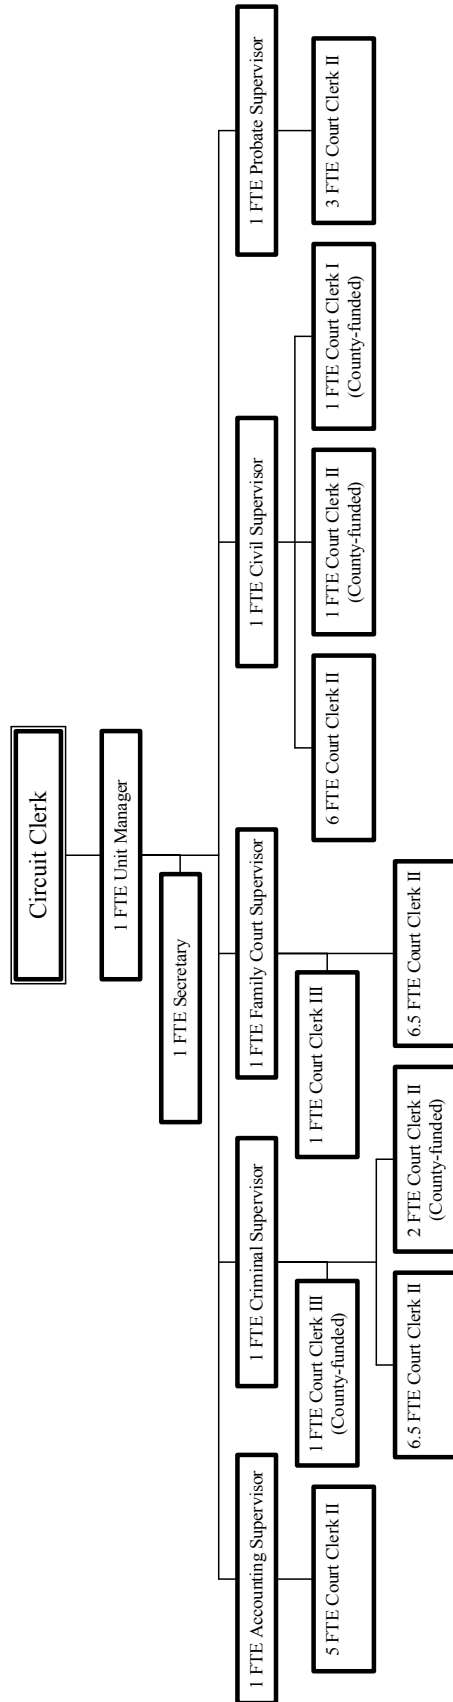 Circuit Clerk
1 FTE Unit Manager
1 FTE Secretary
1 FTE Accounting Supervisor
1 FTE Criminal Supervisor
1 FTE Family Court Supervisor
1 FTE Civil Supervisor
1 FTE Probate Supervisor
5 FTE Court Clerk II
1 FTE Court Clerk III
(County-funded)
1 FTE Court Clerk III
6 FTE Court Clerk II
1 FTE Court Clerk II
(County-funded)
1 FTE Court Clerk I
(County-funded)
3 FTE Court Clerk II
6.5 FTE Court Clerk II
2 FTE Court Clerk II
(County-funded)
6.5 FTE Court Clerk II